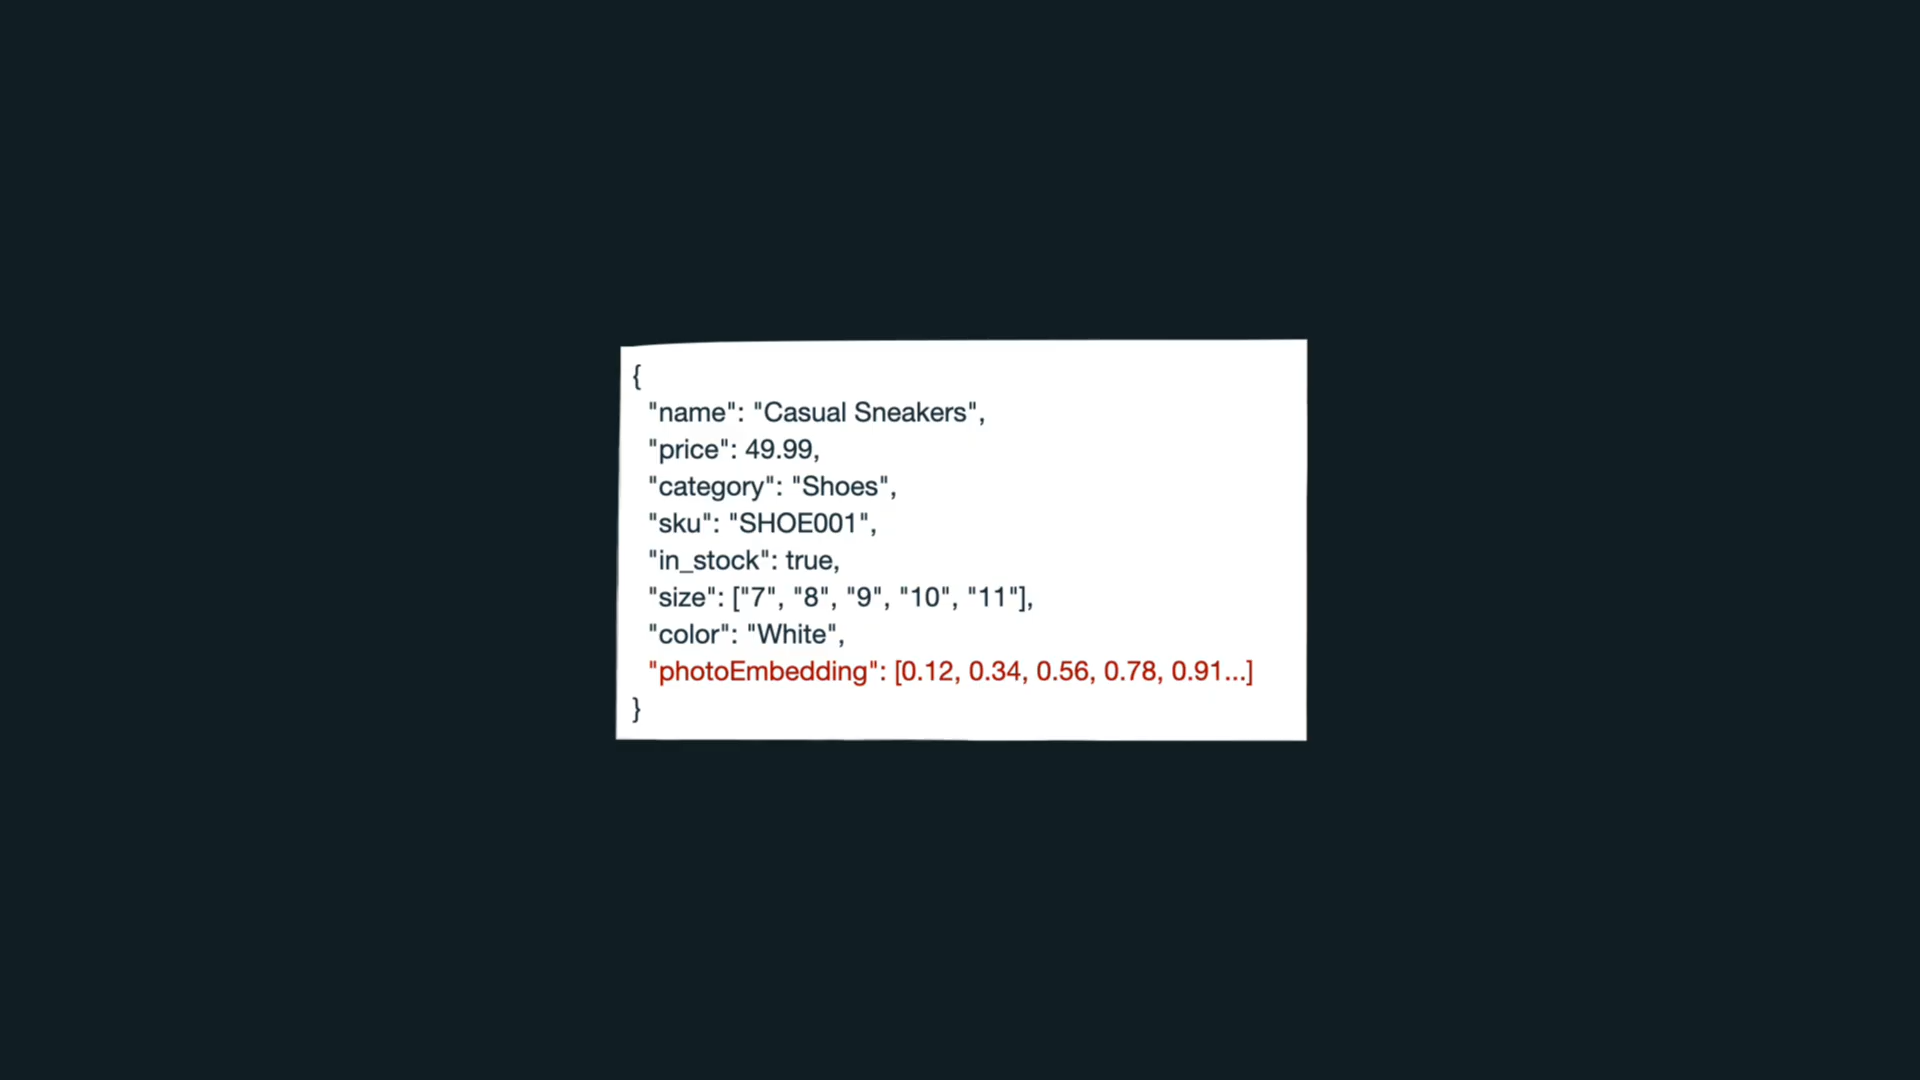 {
"name": "Casual Sneakers",
"price": 49.99,
"category": "Shoes",
"sku": "SHOE001",
"in_stock": true,
"size": ["7", "8", "9", "10", "11"],
"color": "White",
"photoEmbedding": [0.12, 0.34, 0.56, 0.78, 0.91...]
}